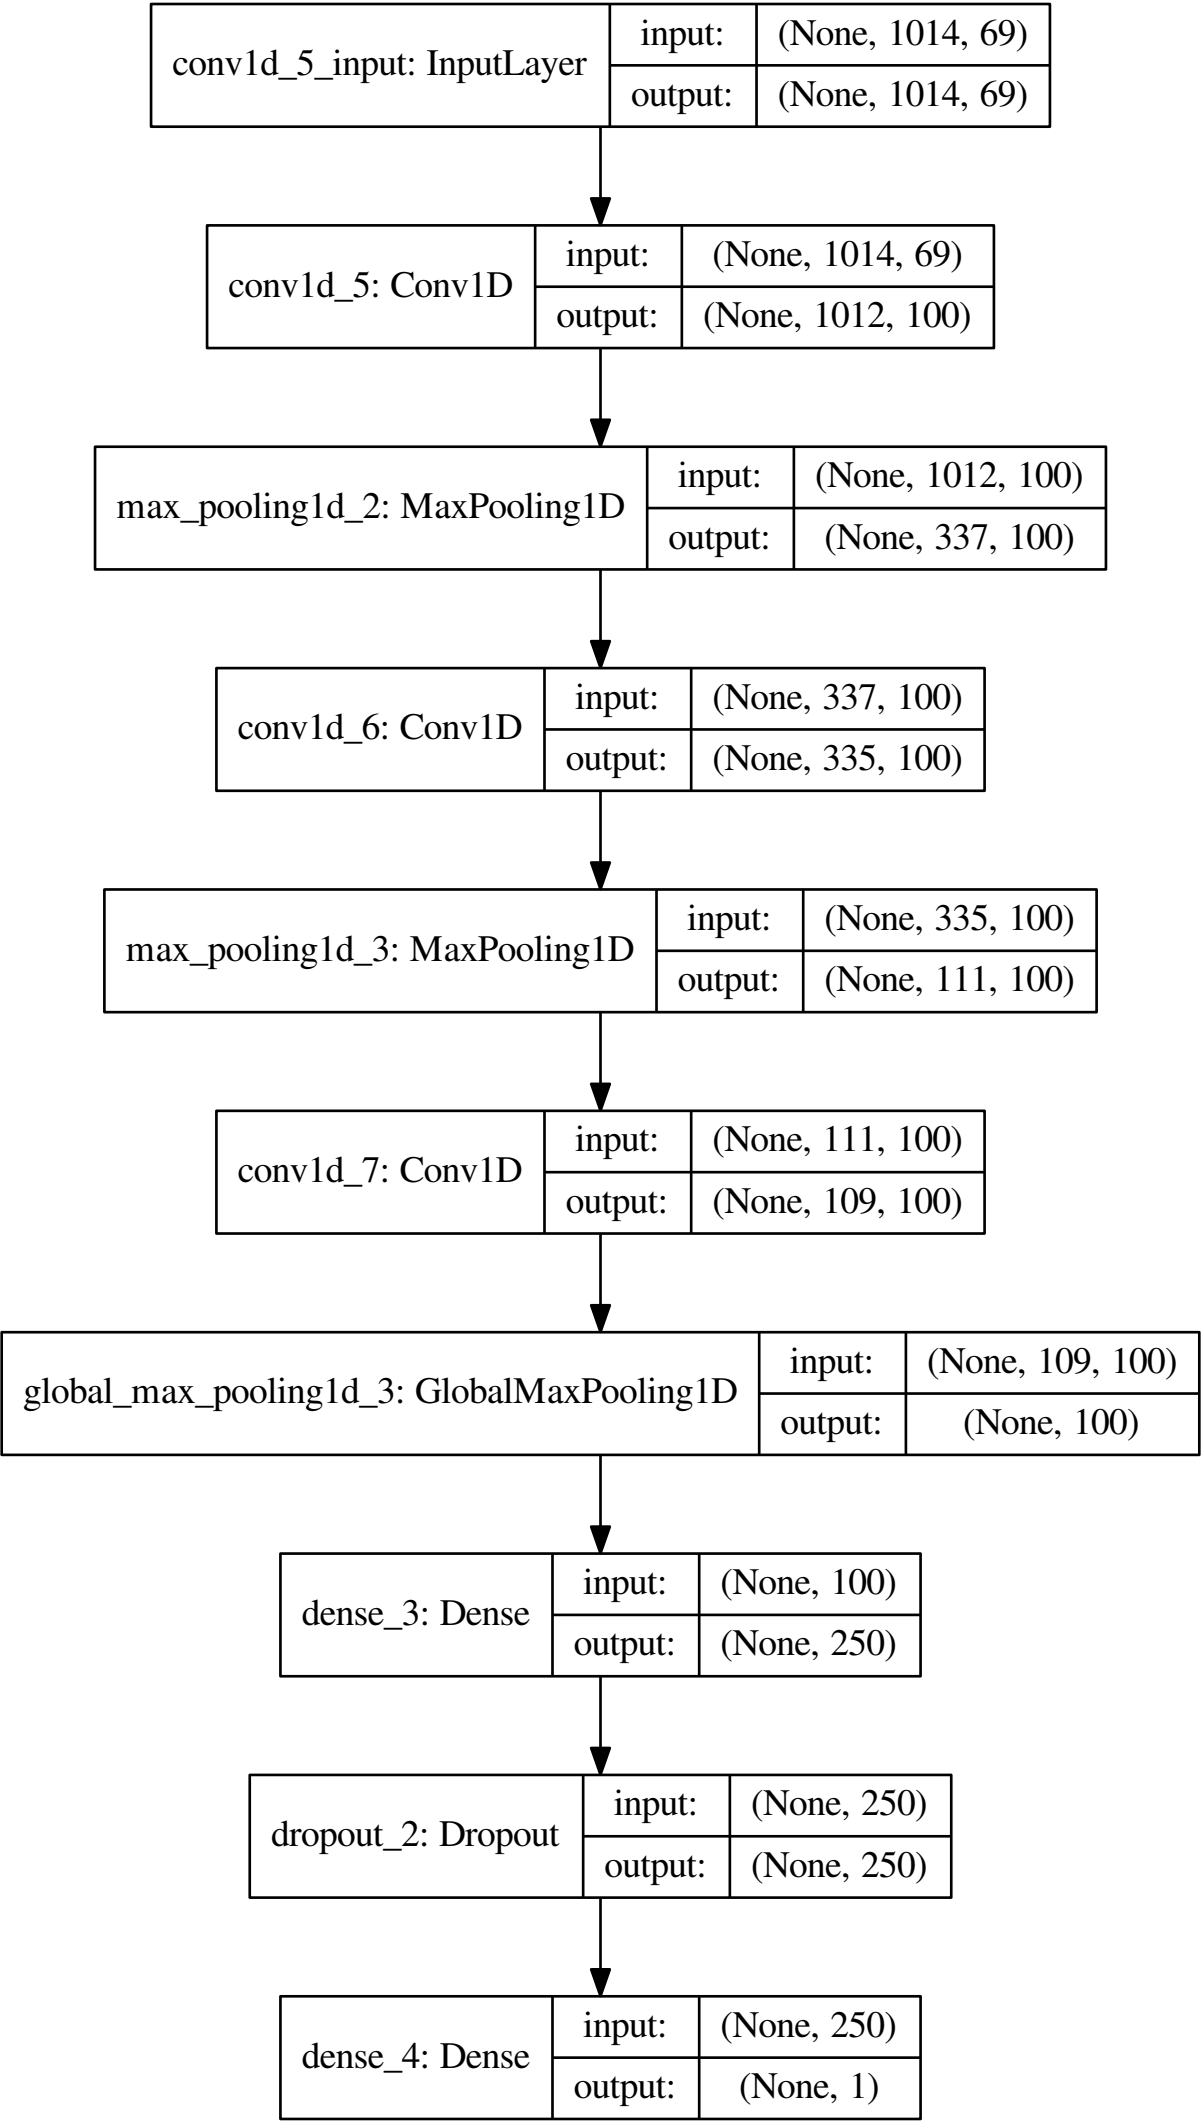 conv1d_5_input: InputLayer
input: (None, 1014, 69)
output: (None, 1014, 69)
conv1d_5: Conv1D
input: (None, 1014, 69)
output: (None, 1012, 100)
max_pooling1d_2: MaxPooling1D
input: (None, 1012, 100)
output: (None, 337, 100)
conv1d_6: Conv1D
input: (None, 337, 100)
output: (None, 335, 100)
max_pooling1d_3: MaxPooling1D
input: (None, 335, 100)
output: (None, 111, 100)
conv1d_7: Conv1D
input: (None, 111, 100)
output: (None, 109, 100)
global_max_pooling1d_3: GlobalMaxPooling1D
input: (None, 109, 100)
output: (None, 100)
dense_3: Dense
input: (None, 100)
output: (None, 250)
dropout_2: Dropout
input: (None, 250)
output: (None, 250)
dense_4: Dense
input: (None, 250)
output: (None, 1)